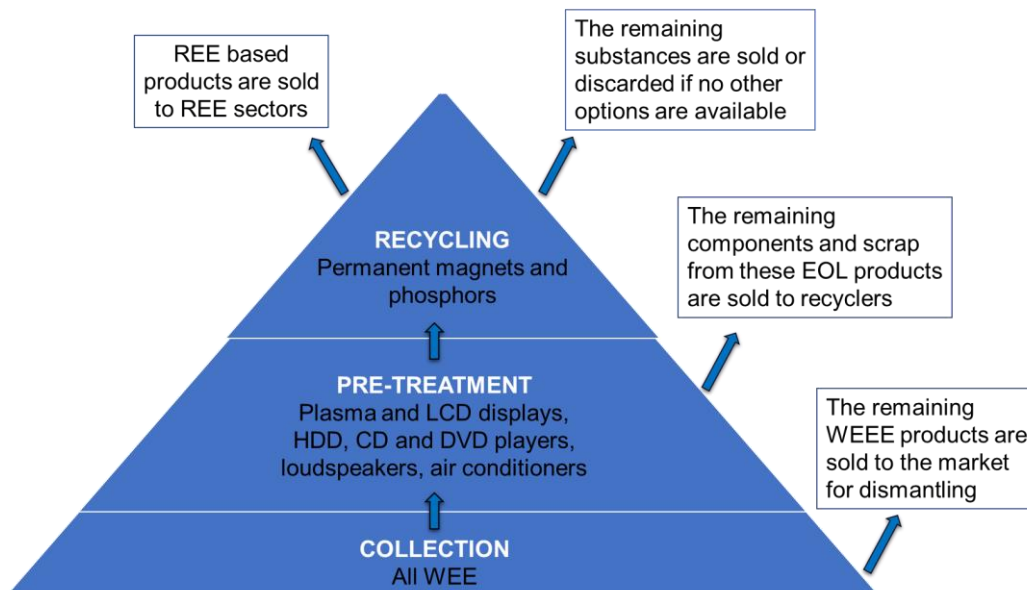 REE based
products are sold
to REE sectors
The remaining
substances are sold or
discarded if no other
options are available
RECYCLING
Permanent magnets and
phosphors
The remaining
components and scrap
from these EOL products
are sold to recyclers
PRE-TREATMENT
Plasma and LCD displays,
HDD, CD and DVD players,
loudspeakers, air conditioners
The remaining
WEEE products are
sold to the market
for dismantling
COLLECTION
All WEE